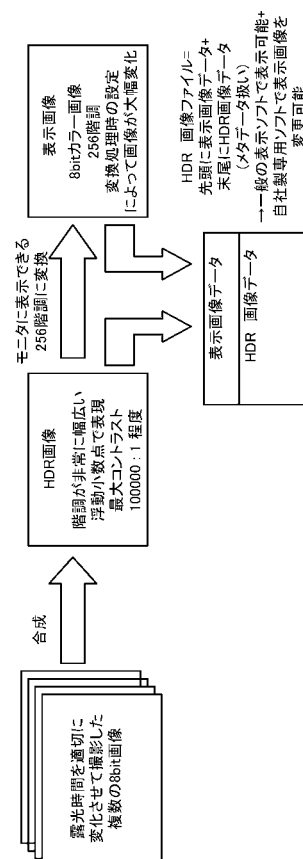 露光時間を適切に
変化させて撮影した
複数の8bit画像
合成
HDR画像
階調が非常に幅広い
浮動小数点で表現
最大コントラスト
100000：1 程度
モニタに表示できる
256階調に変換
表示画像
8bitカラー画像
256階調
変換処理時の設定
によって画像が大幅変化
表示画像データ
HDR 画像データ
HDR 画像ファイル=
先頭に表示画像データ+
末尾にHDR画像データ
(メタデータ扱い)
→一般の表示ソフトで表示可能+
自社製専用ソフトで表示画像を
変更可能